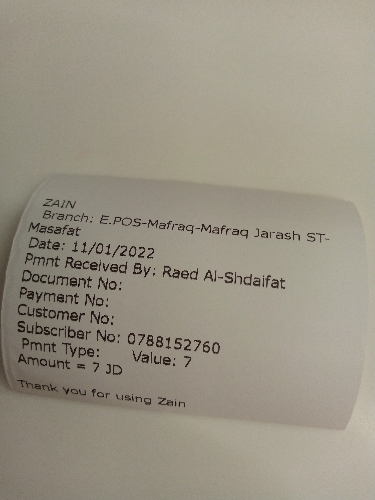 ZAIN
Branch: E.POS-Mafraq-Mafraq Jarash ST-
Masafat
Date: 11/01/2022
Pmnt Received By: Raed Al-Shdaifat
Document No:
Payment No:
Customer No:
Subscriber No: 0788152760
Pmnt Type: Value: 7
Amount = 7 JD
Thank you for using Zain